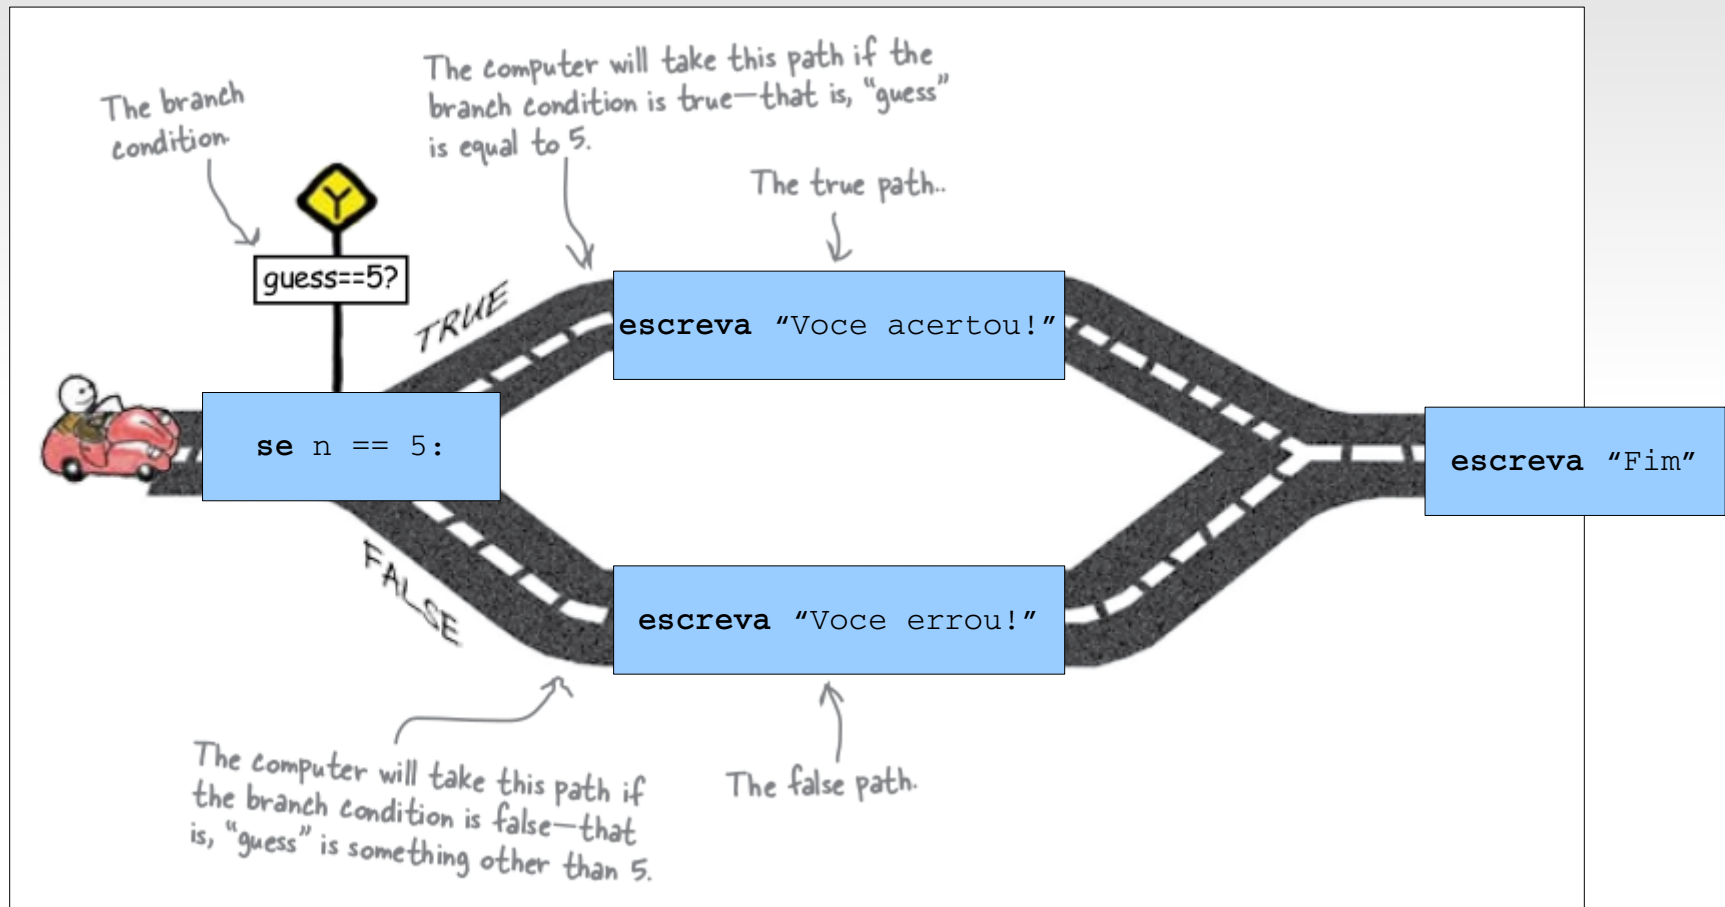 The computer will take this path if the
branch condition is true—that is, “guess”
is equal to 5.
The branch
condition.
The true path..
Y
guess==5?
TRUE
escreva “Voce acertou!”
se n == 5:
escreva “Fim”
FALSE
escreva “Voce errou!”
The computer will take this path if
the branch condition is false—that
is, “guess” is something other than 5.
The false path.